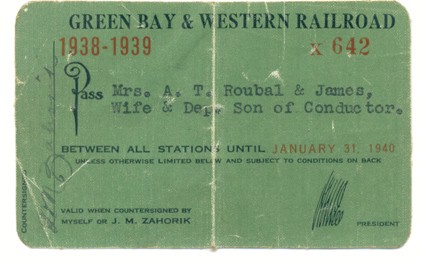 GREEN BAY & WESTERN RAILROAD
1938-1939
X 642
Pass Mrs. A. T. Roubal & James,
Wife & Dep. Son of Conductor.
BETWEEN ALL STATIONS UNTIL JANUARY 31, 1940
UNLESS OTHERWISE LIMITED BELOW AND SUBJECT TO CONDITIONS ON BACK
VALID WHEN COUNTERSIGNED BY
MYSELF OR J. M. ZAHORIK
PRESIDENT
COUNTERSIGNED